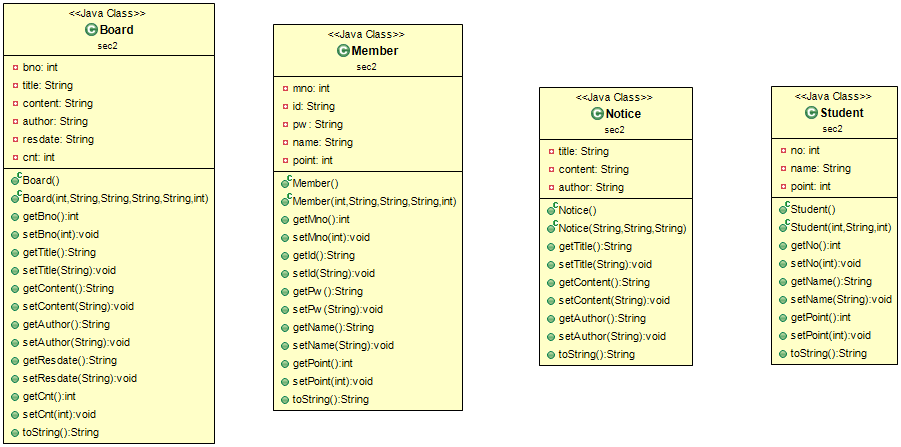 <<Java Class>>
Board
sec2
bno: int
title: String
content: String
author: String
resdate: String
cnt: int
Board()
Board(int,String,String,String,String,int)
getBno():int
setBno(int):void
getTitle():String
setTitle(String):void
getContent():String
setContent(String):void
getAuthor():String
setAuthor(String):void
getResdate():String
setResdate(String):void
getCnt():int
setCnt(int):void
toString():String
<<Java Class>>
Member
sec2
mno: int
id: String
pw: String
name: String
point: int
Member()
Member(int,String,String,String,int)
getMno():int
setMno(int):void
getId():String
setId(String):void
getPw():String
setPw(String):void
getName():String
setName(String):void
getPoint():int
setPoint(int):void
toString():String
<<Java Class>>
Notice
sec2
title: String
content: String
author: String
Notice()
Notice(String,String,String)
getTitle():String
setTitle(String):void
getContent():String
setContent(String):void
getAuthor():String
setAuthor(String):void
toString():String
<<Java Class>>
Student
sec2
no: int
name: String
point: int
Student()
Student(int,String,int)
getNo():int
setNo(int):void
getName():String
setName(String):void
getPoint():int
setPoint(int):void
toString():String